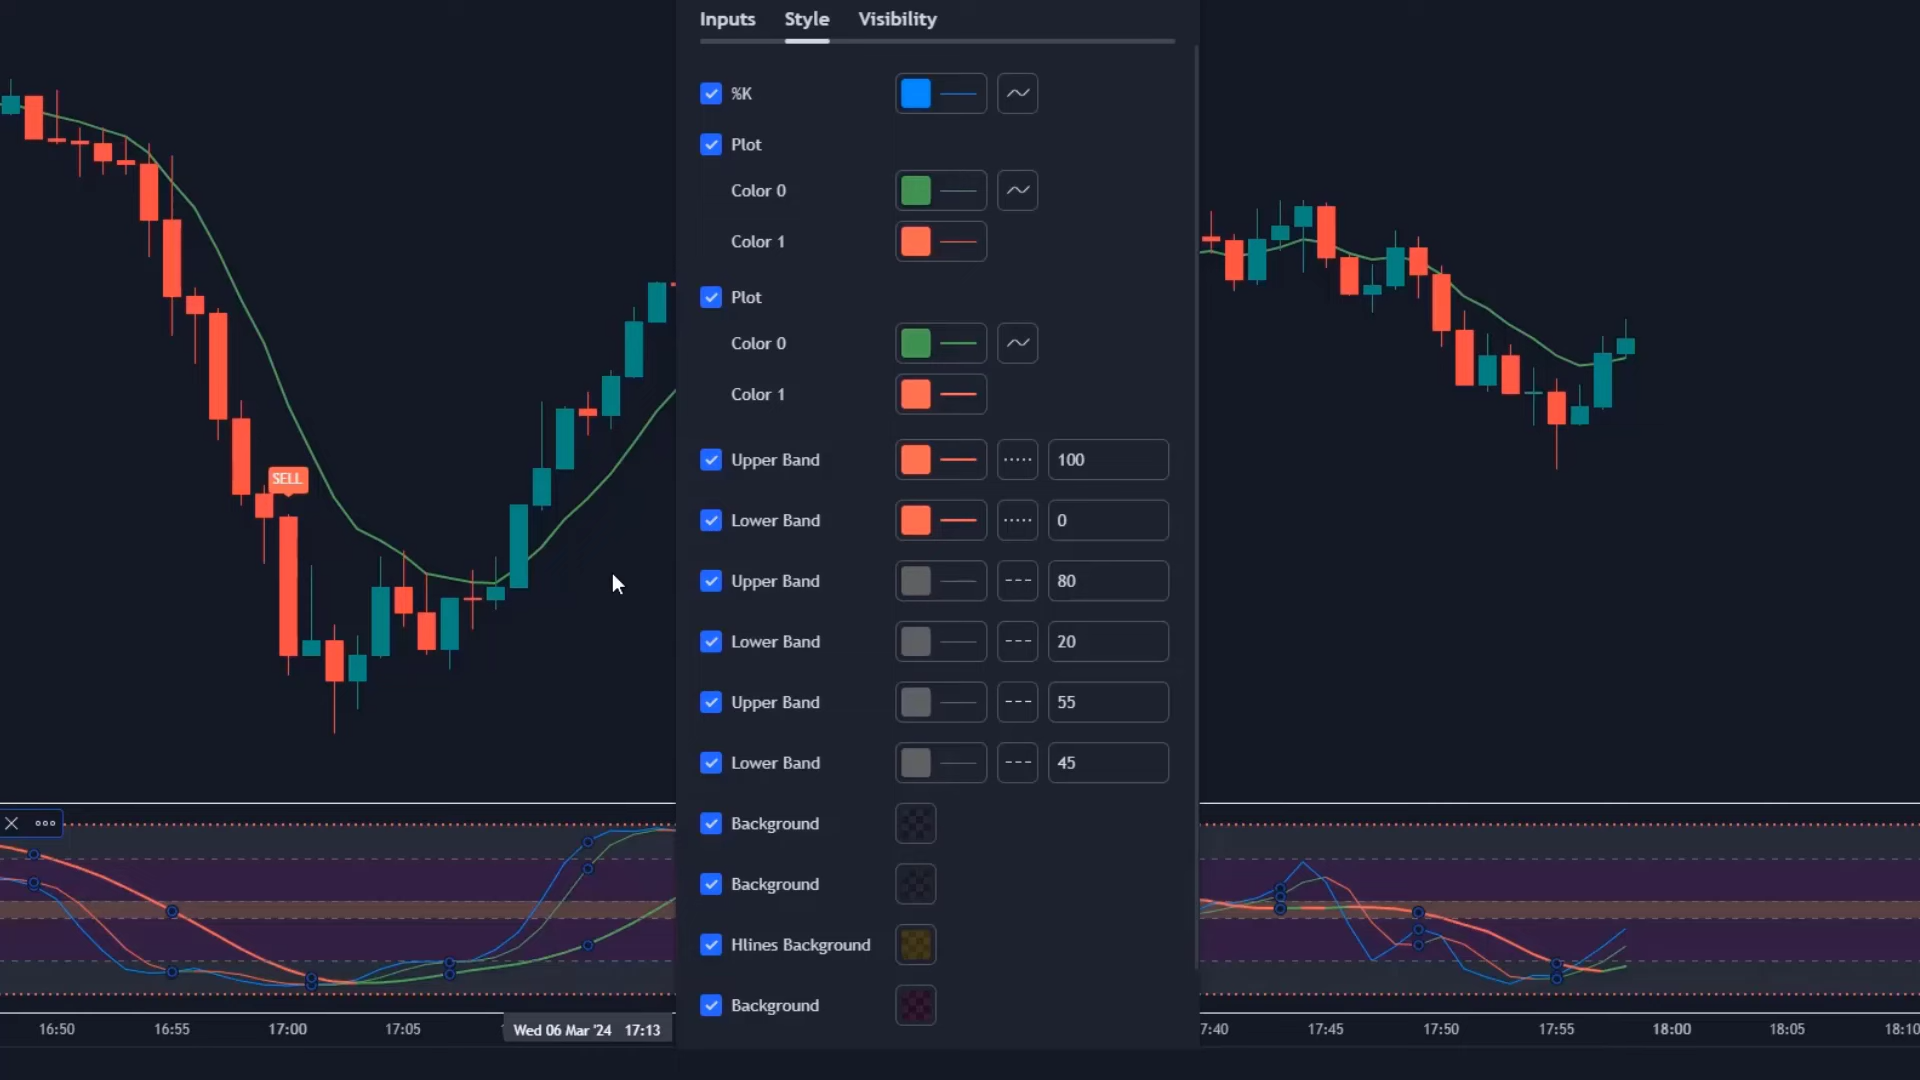 Inputs Style Visibility
%K
Plot
Color 0
Color 1
Plot
Color 0
Color 1
Upper Band 100
Lower Band 0
Upper Band 80
Lower Band 20
Upper Band 55
Lower Band 45
Background
Background
Hlines Background
Background
SELL
16:50 16:55 17:00 17:05 Wed 06 Mar '24 17:13 7:40 17:45 17:50 17:55 18:00 18:05 18:10